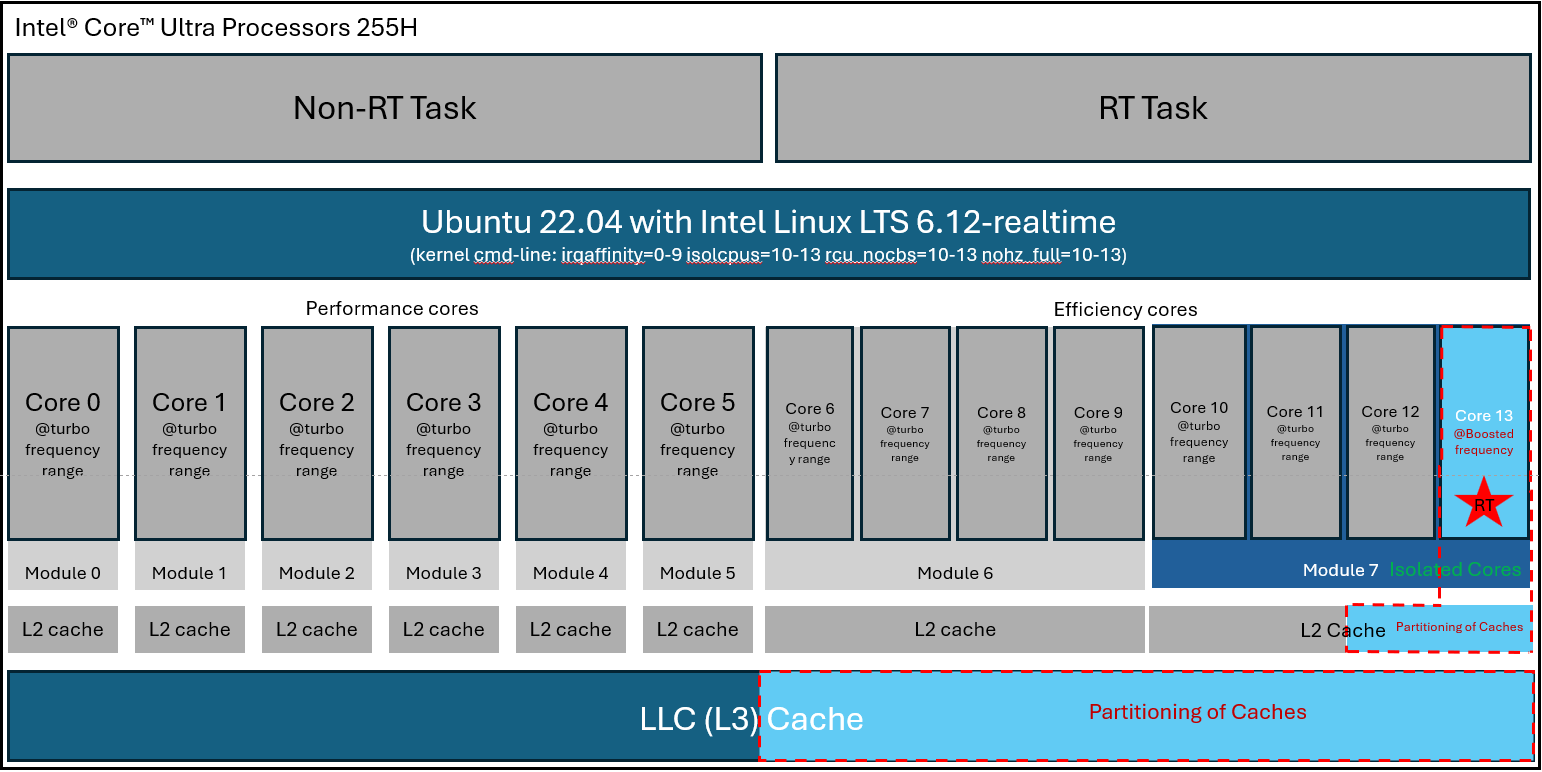 Intel® Core™ Ultra Processors 255H
Non-RT Task
RT Task
Ubuntu 22.04 with Intel Linux LTS 6.12-realtime
(kernel cmd-line: irqaffinity=0-9 isolcpus=10-13 rcu_nocbs=10-13 nohz_full=10-13)
Performance cores
Efficiency cores
Core 0
@turbo
frequency
range
Core 1
@turbo
frequency
range
Core 2
@turbo
frequency
range
Core 3
@turbo
frequency
range
Core 4
@turbo
frequency
range
Core 5
@turbo
frequency
range
Core 6
@turbo
frequenc
y range
Core 7
@turbo
frequency
range
Core 8
@turbo
frequency
range
Core 9
@turbo
frequency
range
Core 10
@turbo
frequency
range
Core 11
@turbo
frequency
range
Core 12
@turbo
frequency
range
Core 13
@Boosted
frequency
RT
Module 0
Module 1
Module 2
Module 3
Module 4
Module 5
Module 6
Module 7
Isolated Cores
L2 cache
L2 cache
L2 cache
L2 cache
L2 cache
L2 cache
L2 cache
L2 Cache
Partitioning of Caches
LLC (L3) Cache
Partitioning of Caches